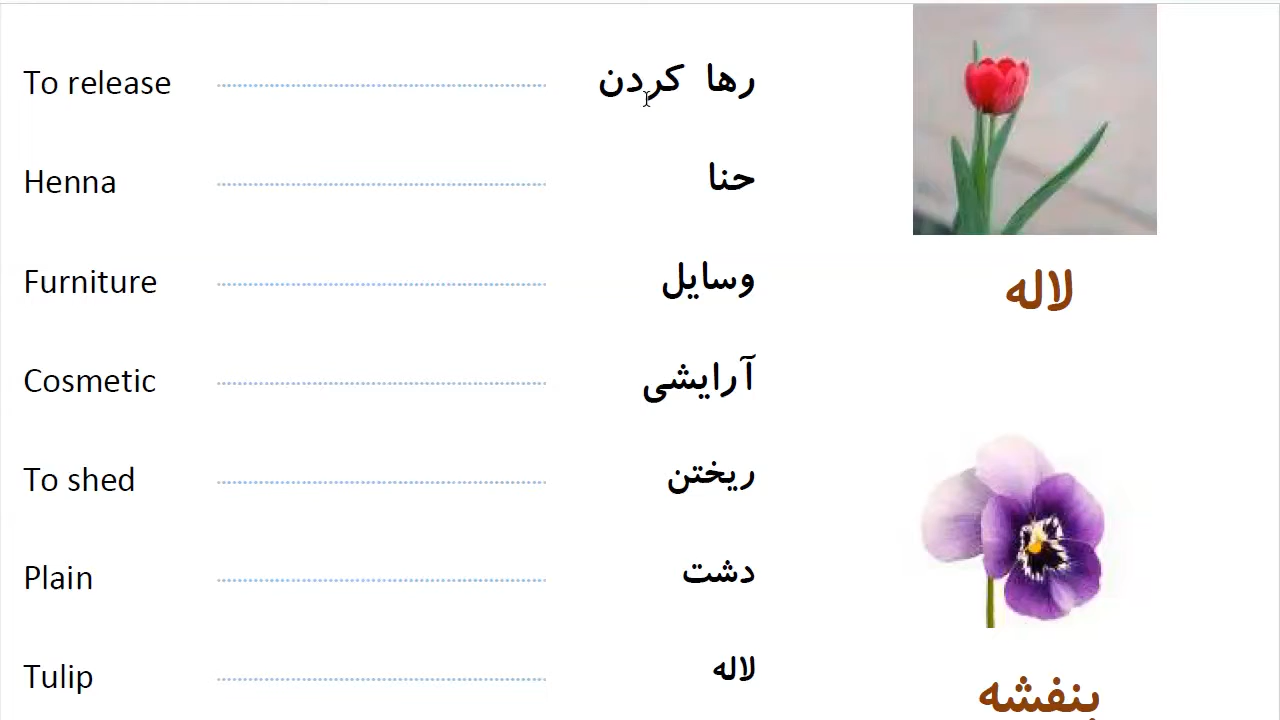 To release رها کردن
Henna حنا
Furniture وسایل
Cosmetic آرایشی
To shed ریختن
Plain دشت
Tulip لاله
لاله
بنفشه